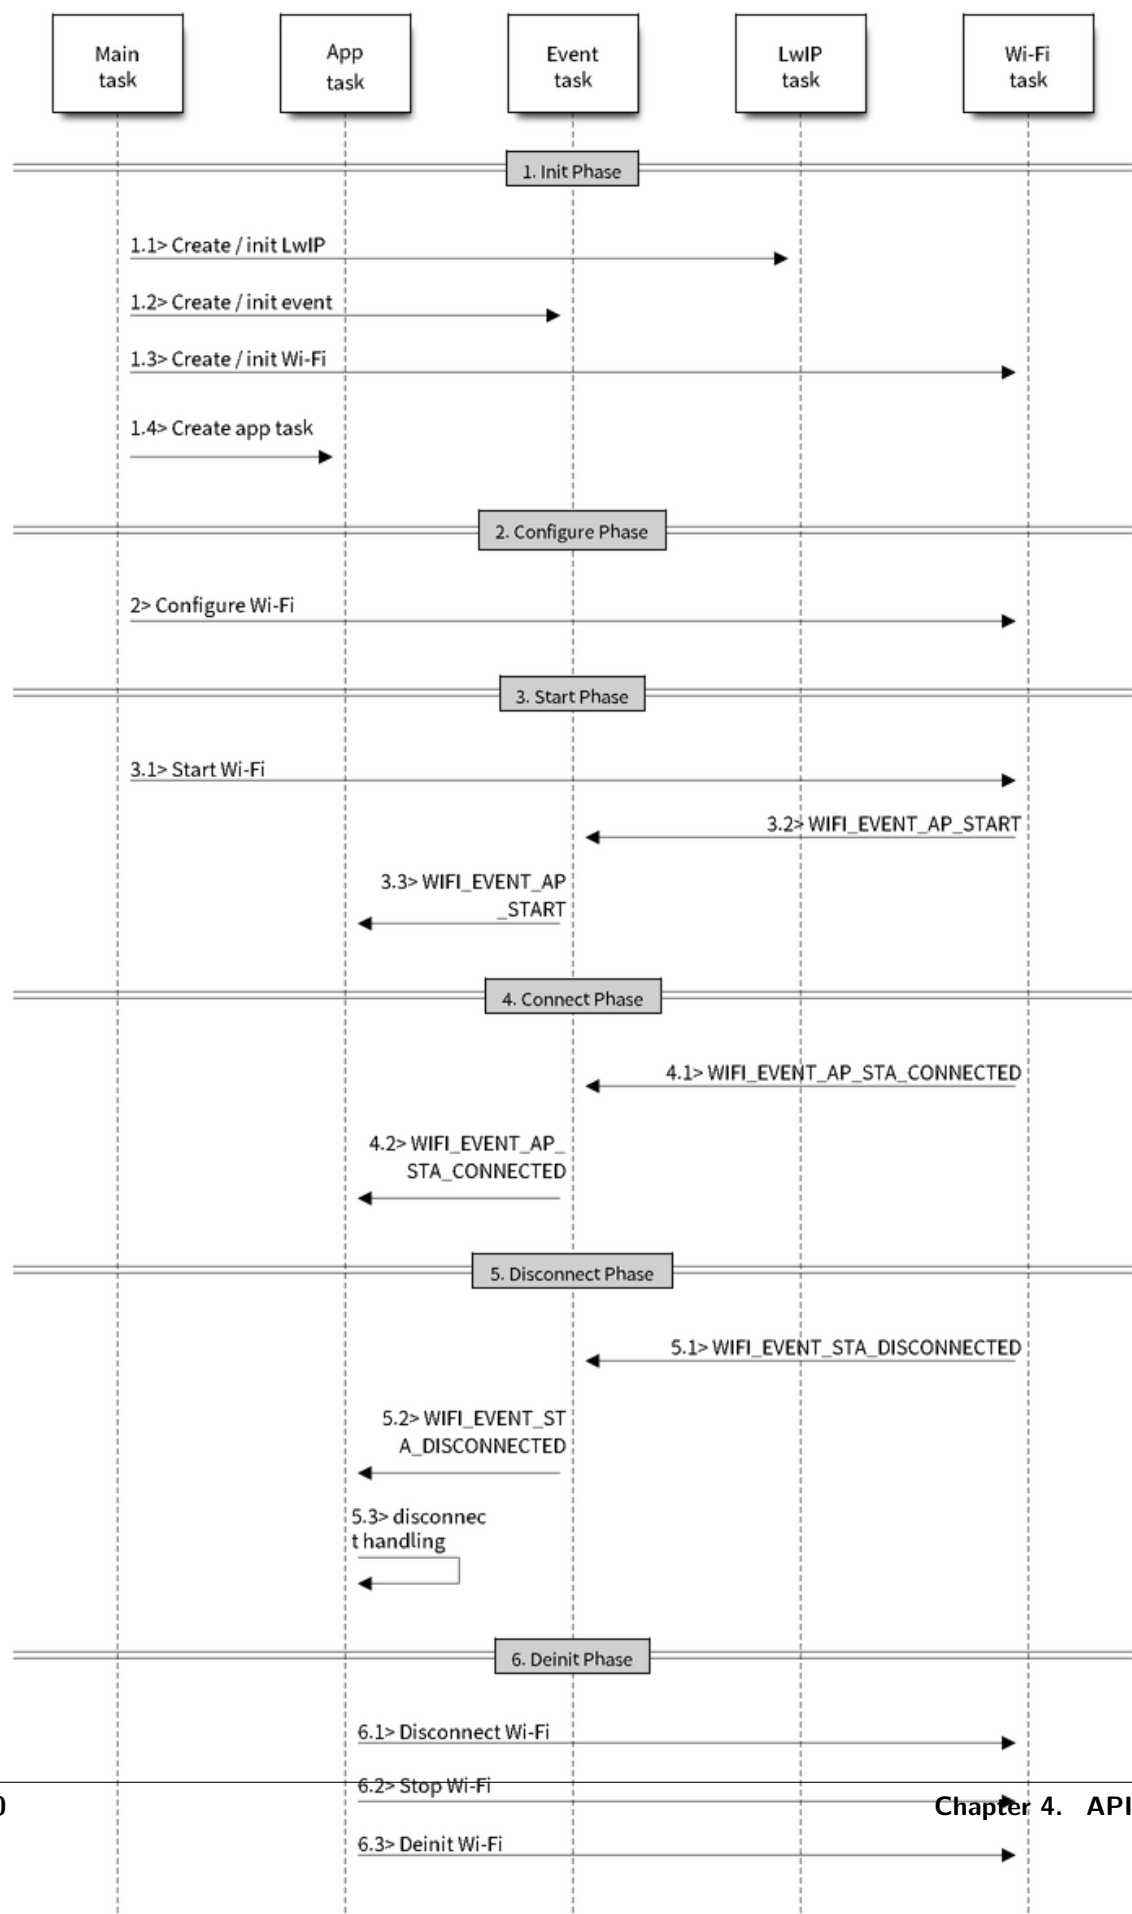 Main
task
App
task
Event
task
LwIP
task
Wi-Fi
task
1. Init Phase
1.1> Create / init LwIP
1.2> Create / init event
1.3> Create / init Wi-Fi
1.4> Create app task
2. Configure Phase
2> Configure Wi-Fi
3. Start Phase
3.1> Start Wi-Fi
3.2> WIFI_EVENT_AP_START
3.3> WIFI_EVENT_AP
_START
4. Connect Phase
4.1> WIFI_EVENT_AP_STA_CONNECTED
4.2> WIFI_EVENT_AP_
STA_CONNECTED
5. Disconnect Phase
5.1> WIFI_EVENT_STA_DISCONNECTED
5.2> WIFI_EVENT_ST
A_DISCONNECTED
5.3> disconnec
t handling
6. Deinit Phase
6.1> Disconnect Wi-Fi
6.2> Stop Wi-Fi
0 Chapter 4. API
6.3> Deinit Wi-Fi